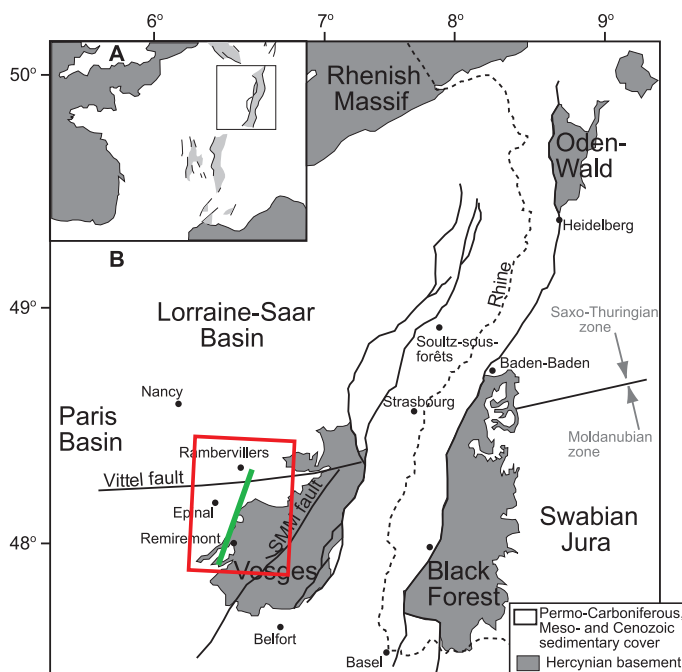 6° 7° 8° 9°
50°
A
Rhenish
Massif
Oden-
Wald
Heidelberg
B
49°
Lorraine-Saar
Basin
Rhine
Saxo-Thuringian
zone
Soultz-sous-
forêts
Baden-Baden
Nancy
Strasbourg
Paris
Basin
Moldanubian
zone
Rambervillers
Vittel fault
SMM fault
Epinal
Swabian
Jura
Remiremont
48°
Vosges
Black
Forest
Belfort
Basel
Permo-Carboniferous,
Meso- and Cenozoic
sedimentary cover
Hercynian basement